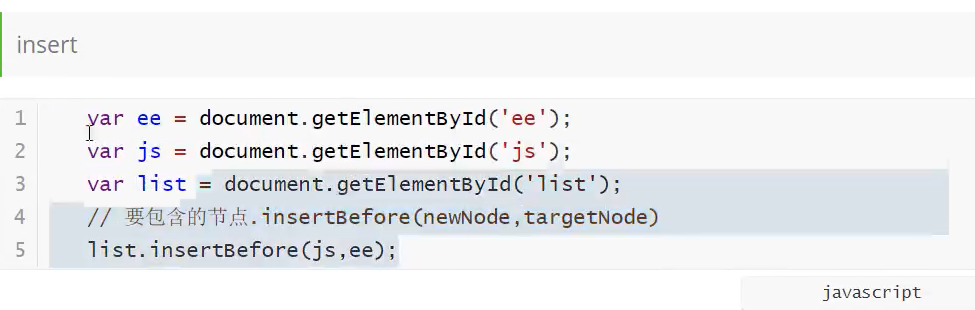 insert
1 var ee = document.getElementById('ee');
2 var js = document.getElementById('js');
3 var list = document.getElementById('list');
4 // 要包含的节点.insertBefore(newNode,targetNode)
5 list.insertBefore(js,ee);
javascript